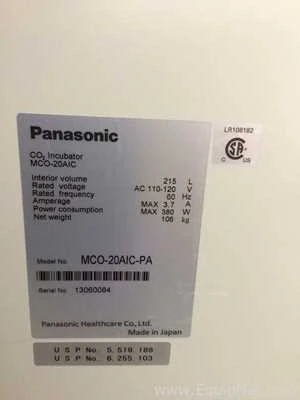 LR108182
Panasonic
C US
CO2 Incubator
MCO-20AIC
Interior volume 215 L
Rated voltage AC 110-120 V
Rated frequency 60 Hz
Amperage MAX 3.7 A
Power consumption MAX 380 W
Net weight 106 kg
Model No. MCO-20AIC-PA
Serial No. 13060084
Panasonic Healthcare Co., Ltd.
Made in Japan
U S P No. 5,519,188
U S P No. 6,255,103